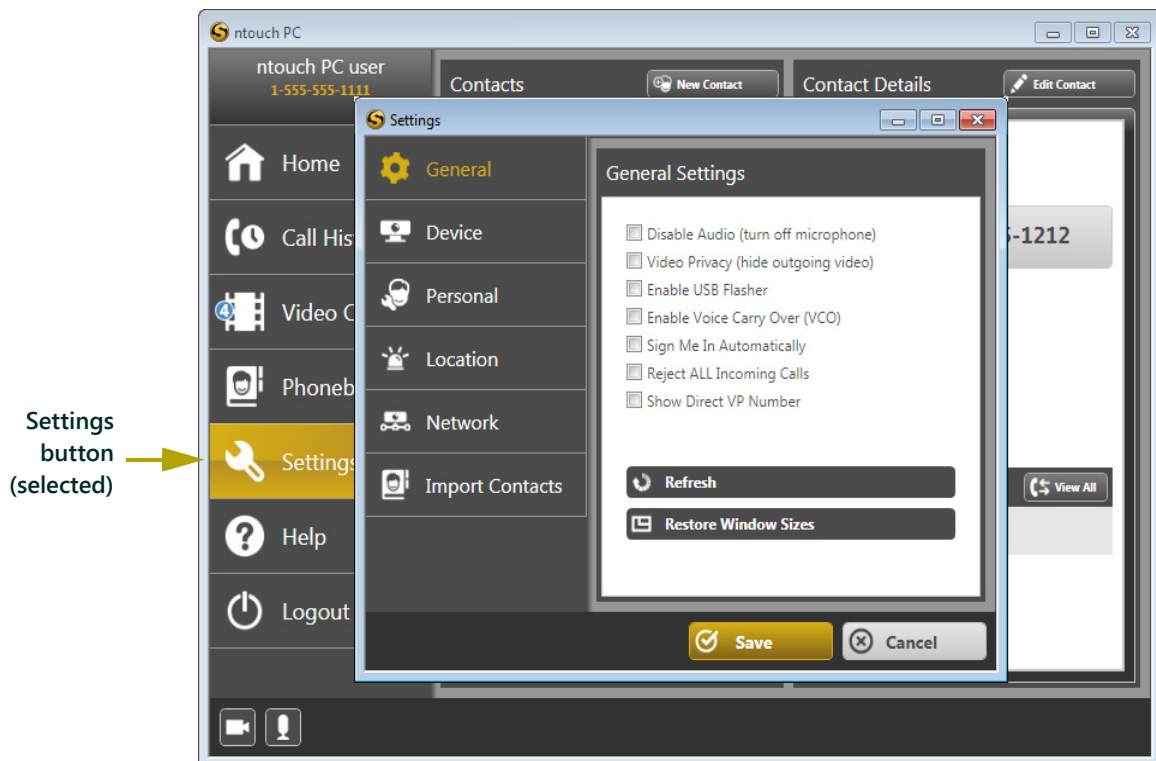 ntouch PC
ntouch PC user
1-555-555-1111
Contacts
New Contact
Contact Details
Edit Contact
Settings
Home
Call His
4
Video C
Phoneb
Settings
Help
Logout
General
Device
Personal
Location
Network
Import Contacts
General Settings
Disable Audio (turn off microphone)
Video Privacy (hide outgoing video)
Enable USB Flasher
Enable Voice Carry Over (VCO)
Sign Me In Automatically
Reject ALL Incoming Calls
Show Direct VP Number
Refresh
Restore Window Sizes
Save
Cancel
-1212
View All
Settings
button
(selected)